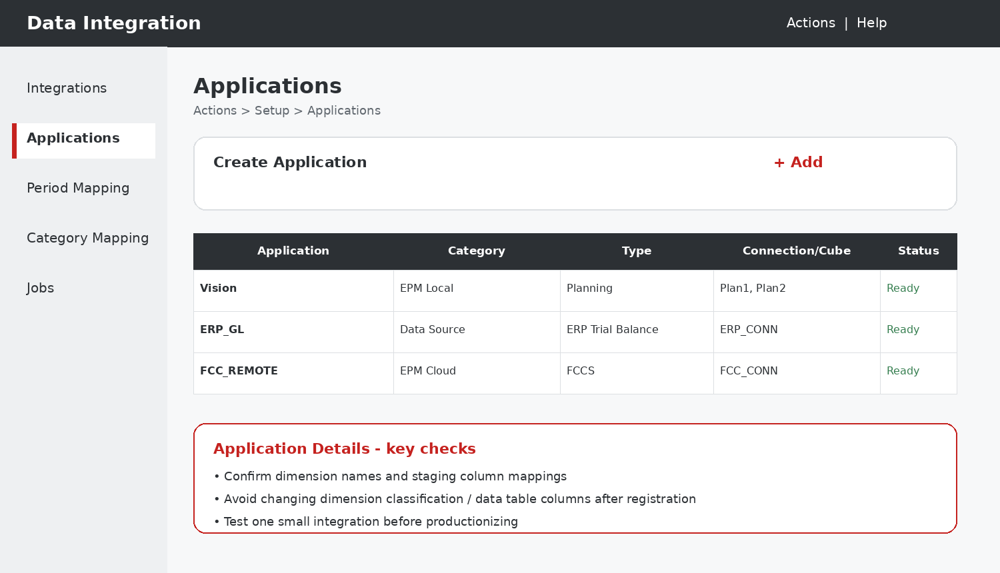 Data Integration
Actions | Help
Integrations
Applications
Period Mapping
Category Mapping
Jobs
Applications
Actions > Setup > Applications
Create Application
+ Add
Application Category Type Connection/Cube Status
Vision EPM Local Planning Plan1, Plan2 Ready
ERP_GL Data Source ERP Trial Balance ERP_CONN Ready
FCC_REMOTE EPM Cloud FCCS FCC_CONN Ready
Application Details - key checks
• Confirm dimension names and staging column mappings
• Avoid changing dimension classification / data table columns after registration
• Test one small integration before productionizing